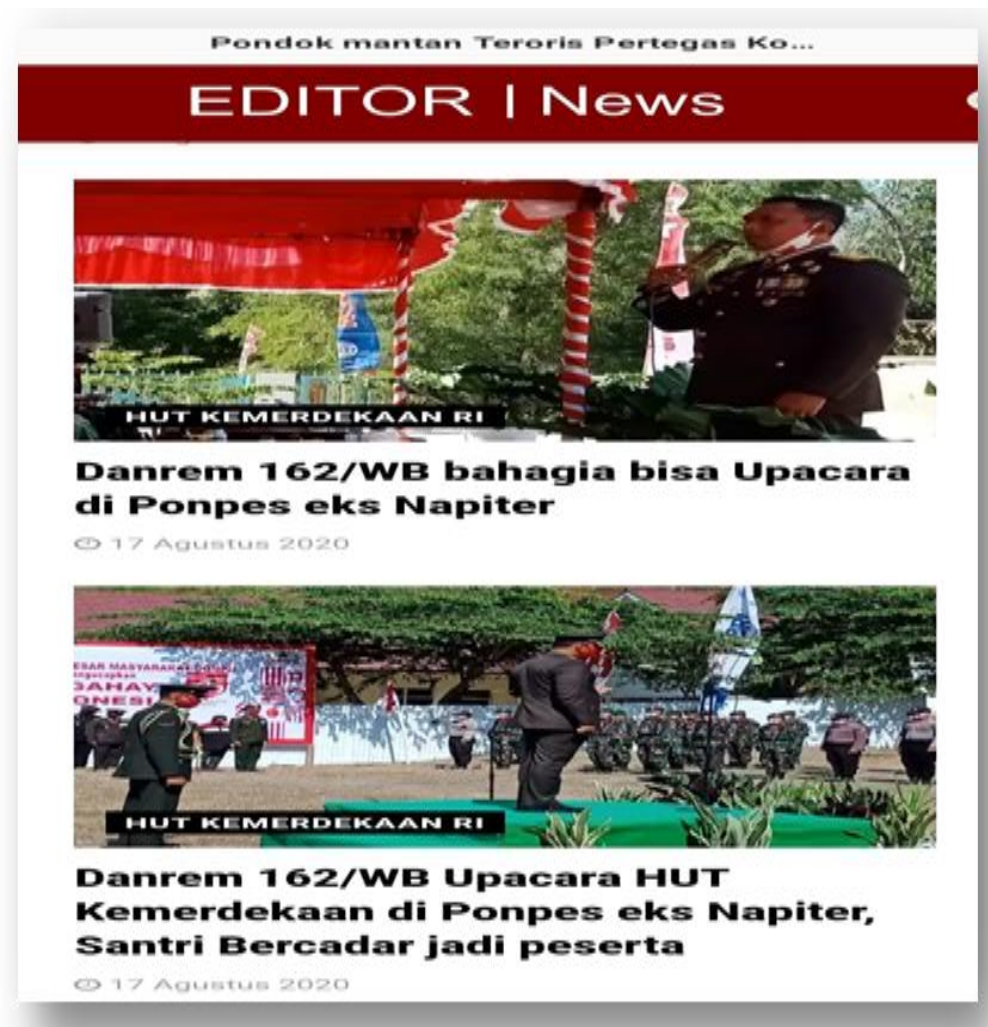 Pondok mantan Teroris Pertegas Ko...
EDITOR | News
HUT KEMERDEKAAN RI
Danrem 162/WB bahagia bisa Upacara
di Ponpes eks Napiter
17 Agustus 2020
HUT KEMERDEKAAN RI
Danrem 162/WB Upacara HUT
Kemerdekaan di Ponpes eks Napiter,
Santri Bercadar jadi peserta
17 Agustus 2020